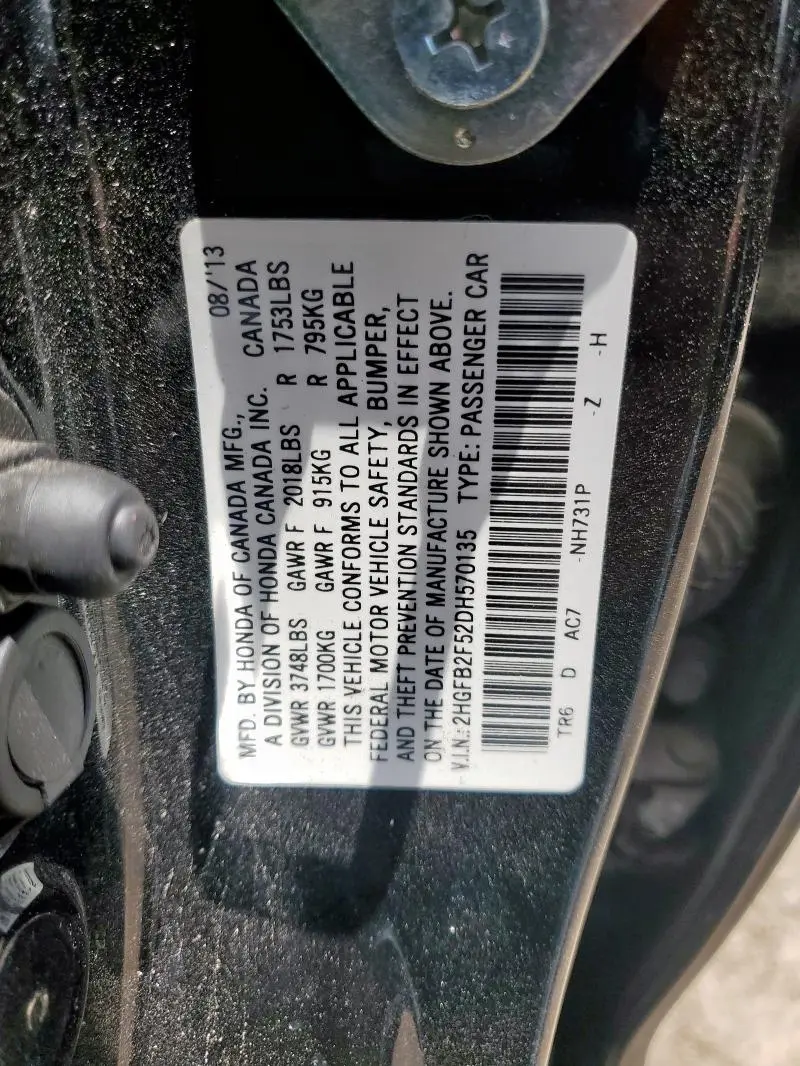 MFD. BY HONDA OF CANADA MFG., 08/'13
A DIVISION OF HONDA CANADA INC. CANADA
GVWR 3748LBS GAWR F 2018LBS R 1753LBS
GVWR 1700KG GAWR F 915KG R 795KG
THIS VEHICLE CONFORMS TO ALL APPLICABLE
FEDERAL MOTOR VEHICLE SAFETY, BUMPER,
AND THEFT PREVENTION STANDARDS IN EFFECT
ON THE DATE OF MANUFACTURE SHOWN ABOVE.
V.I.N.: 2HGFB2F52DH570135 TYPE: PASSENGER CAR
TR6 D AC7 -NH731P -Z -H